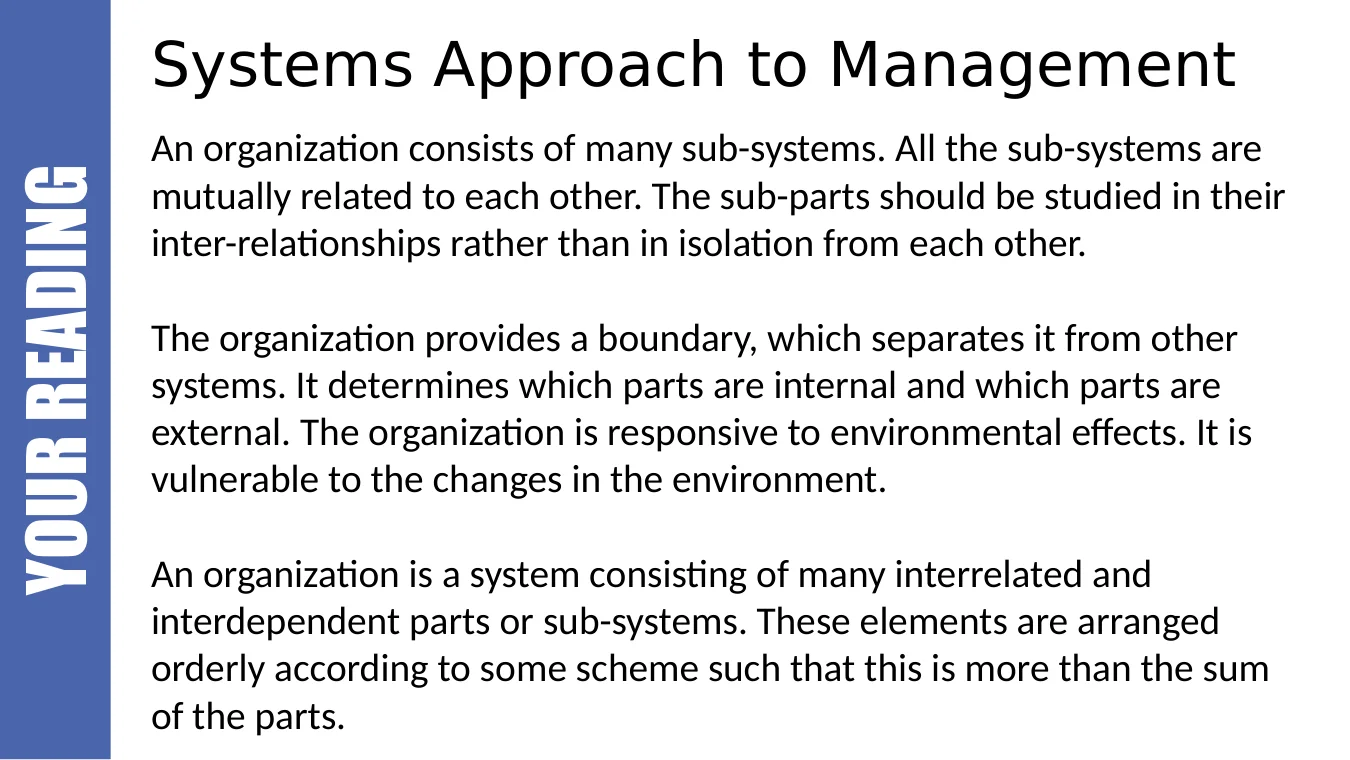 YOUR READING
Systems Approach to Management
An organization consists of many sub-systems. All the sub-systems are
mutually related to each other. The sub-parts should be studied in their
inter-relationships rather than in isolation from each other.
The organization provides a boundary, which separates it from other
systems. It determines which parts are internal and which parts are
external. The organization is responsive to environmental effects. It is
vulnerable to the changes in the environment.
An organization is a system consisting of many interrelated and
interdependent parts or sub-systems. These elements are arranged
orderly according to some scheme such that this is more than the sum
of the parts.